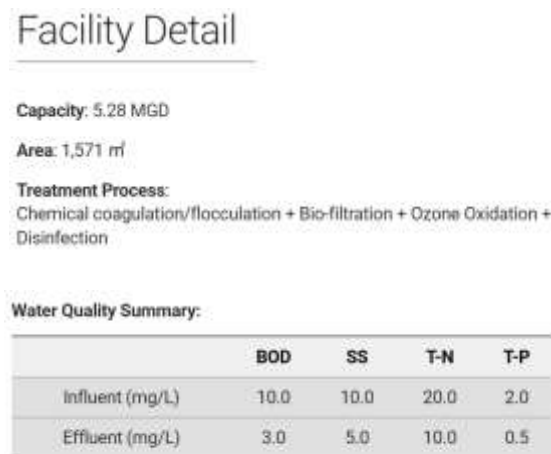 Facility Detail
Capacity: 5.28 MGD
Area: 1,571 ㎡
Treatment Process:
Chemical coagulation/flocculation + Bio-filtration + Ozone Oxidation +
Disinfection
Water Quality Summary:
BOD SS T-N T-P
Influent (mg/L) 10.0 10.0 20.0 2.0
Effluent (mg/L) 3.0 5.0 10.0 0.5